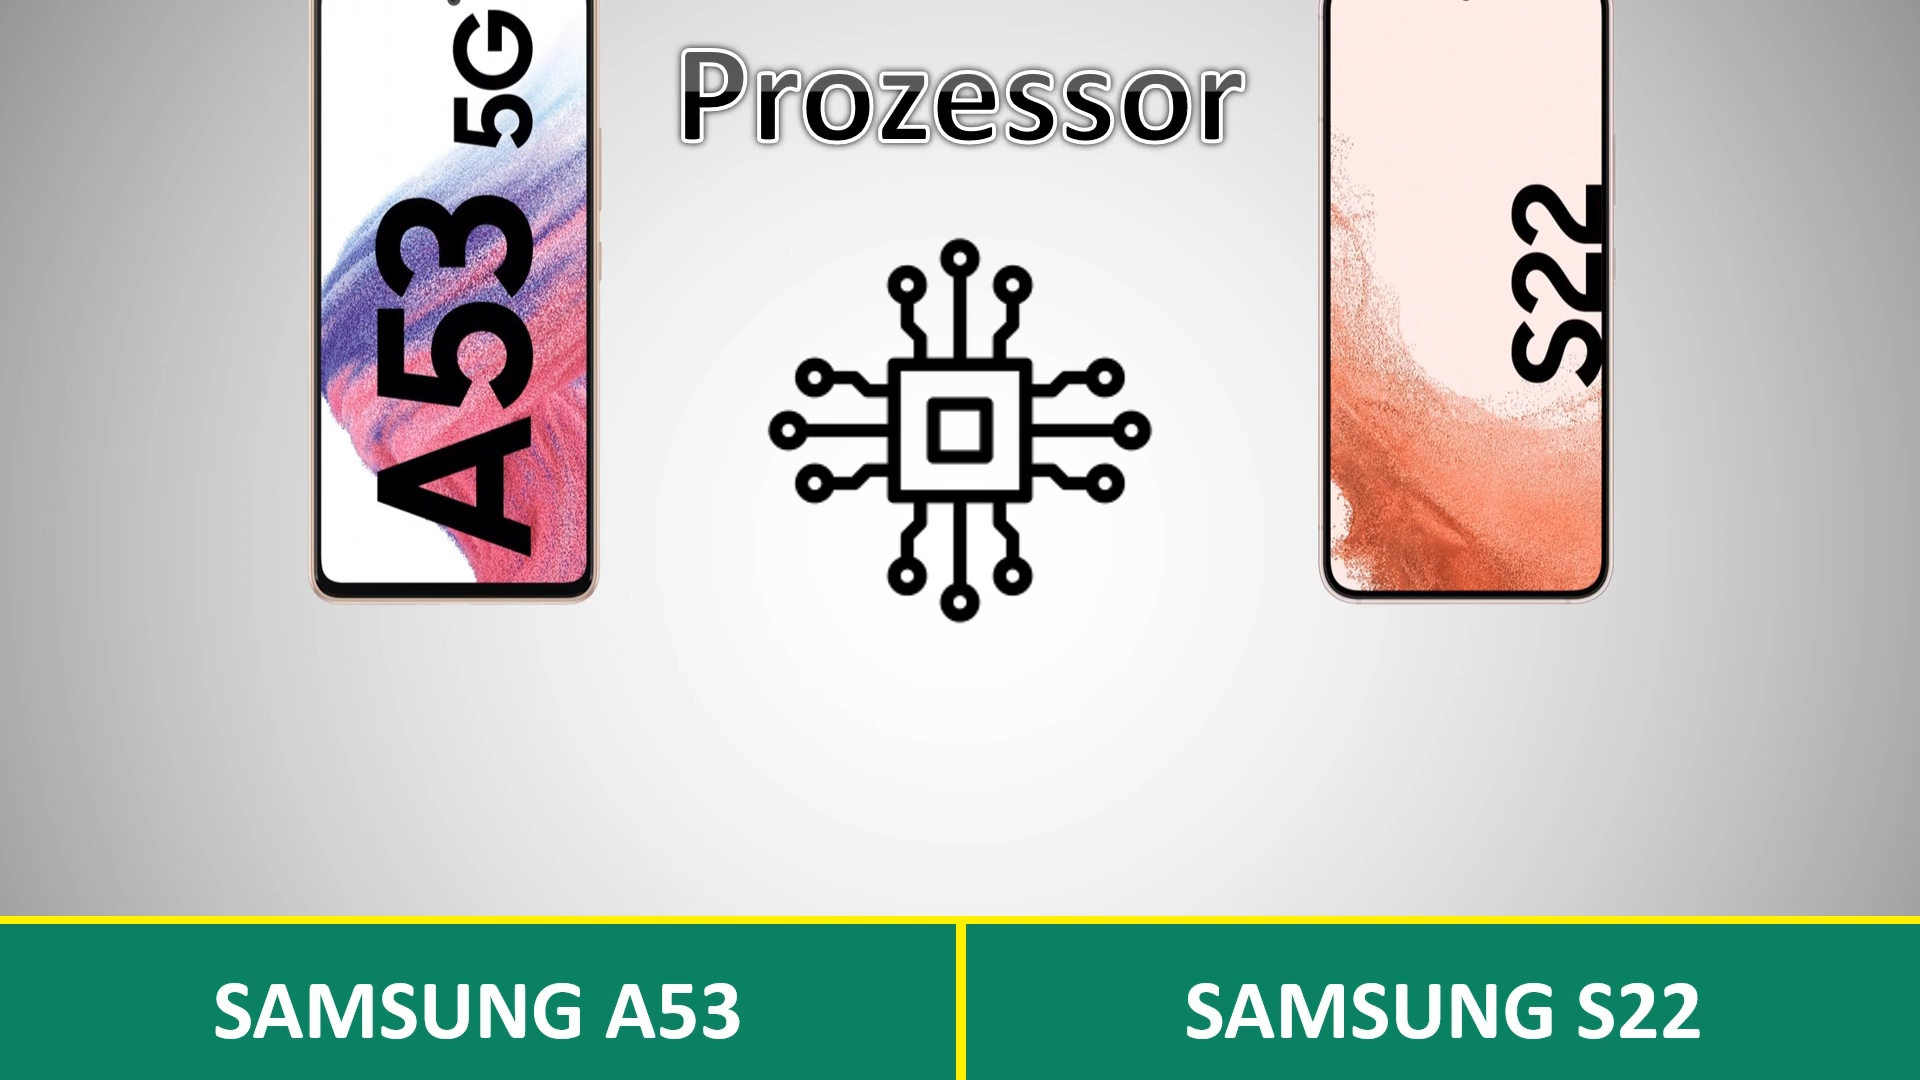 Prozessor
A53 5G
S22
SAMSUNG A53
SAMSUNG S22